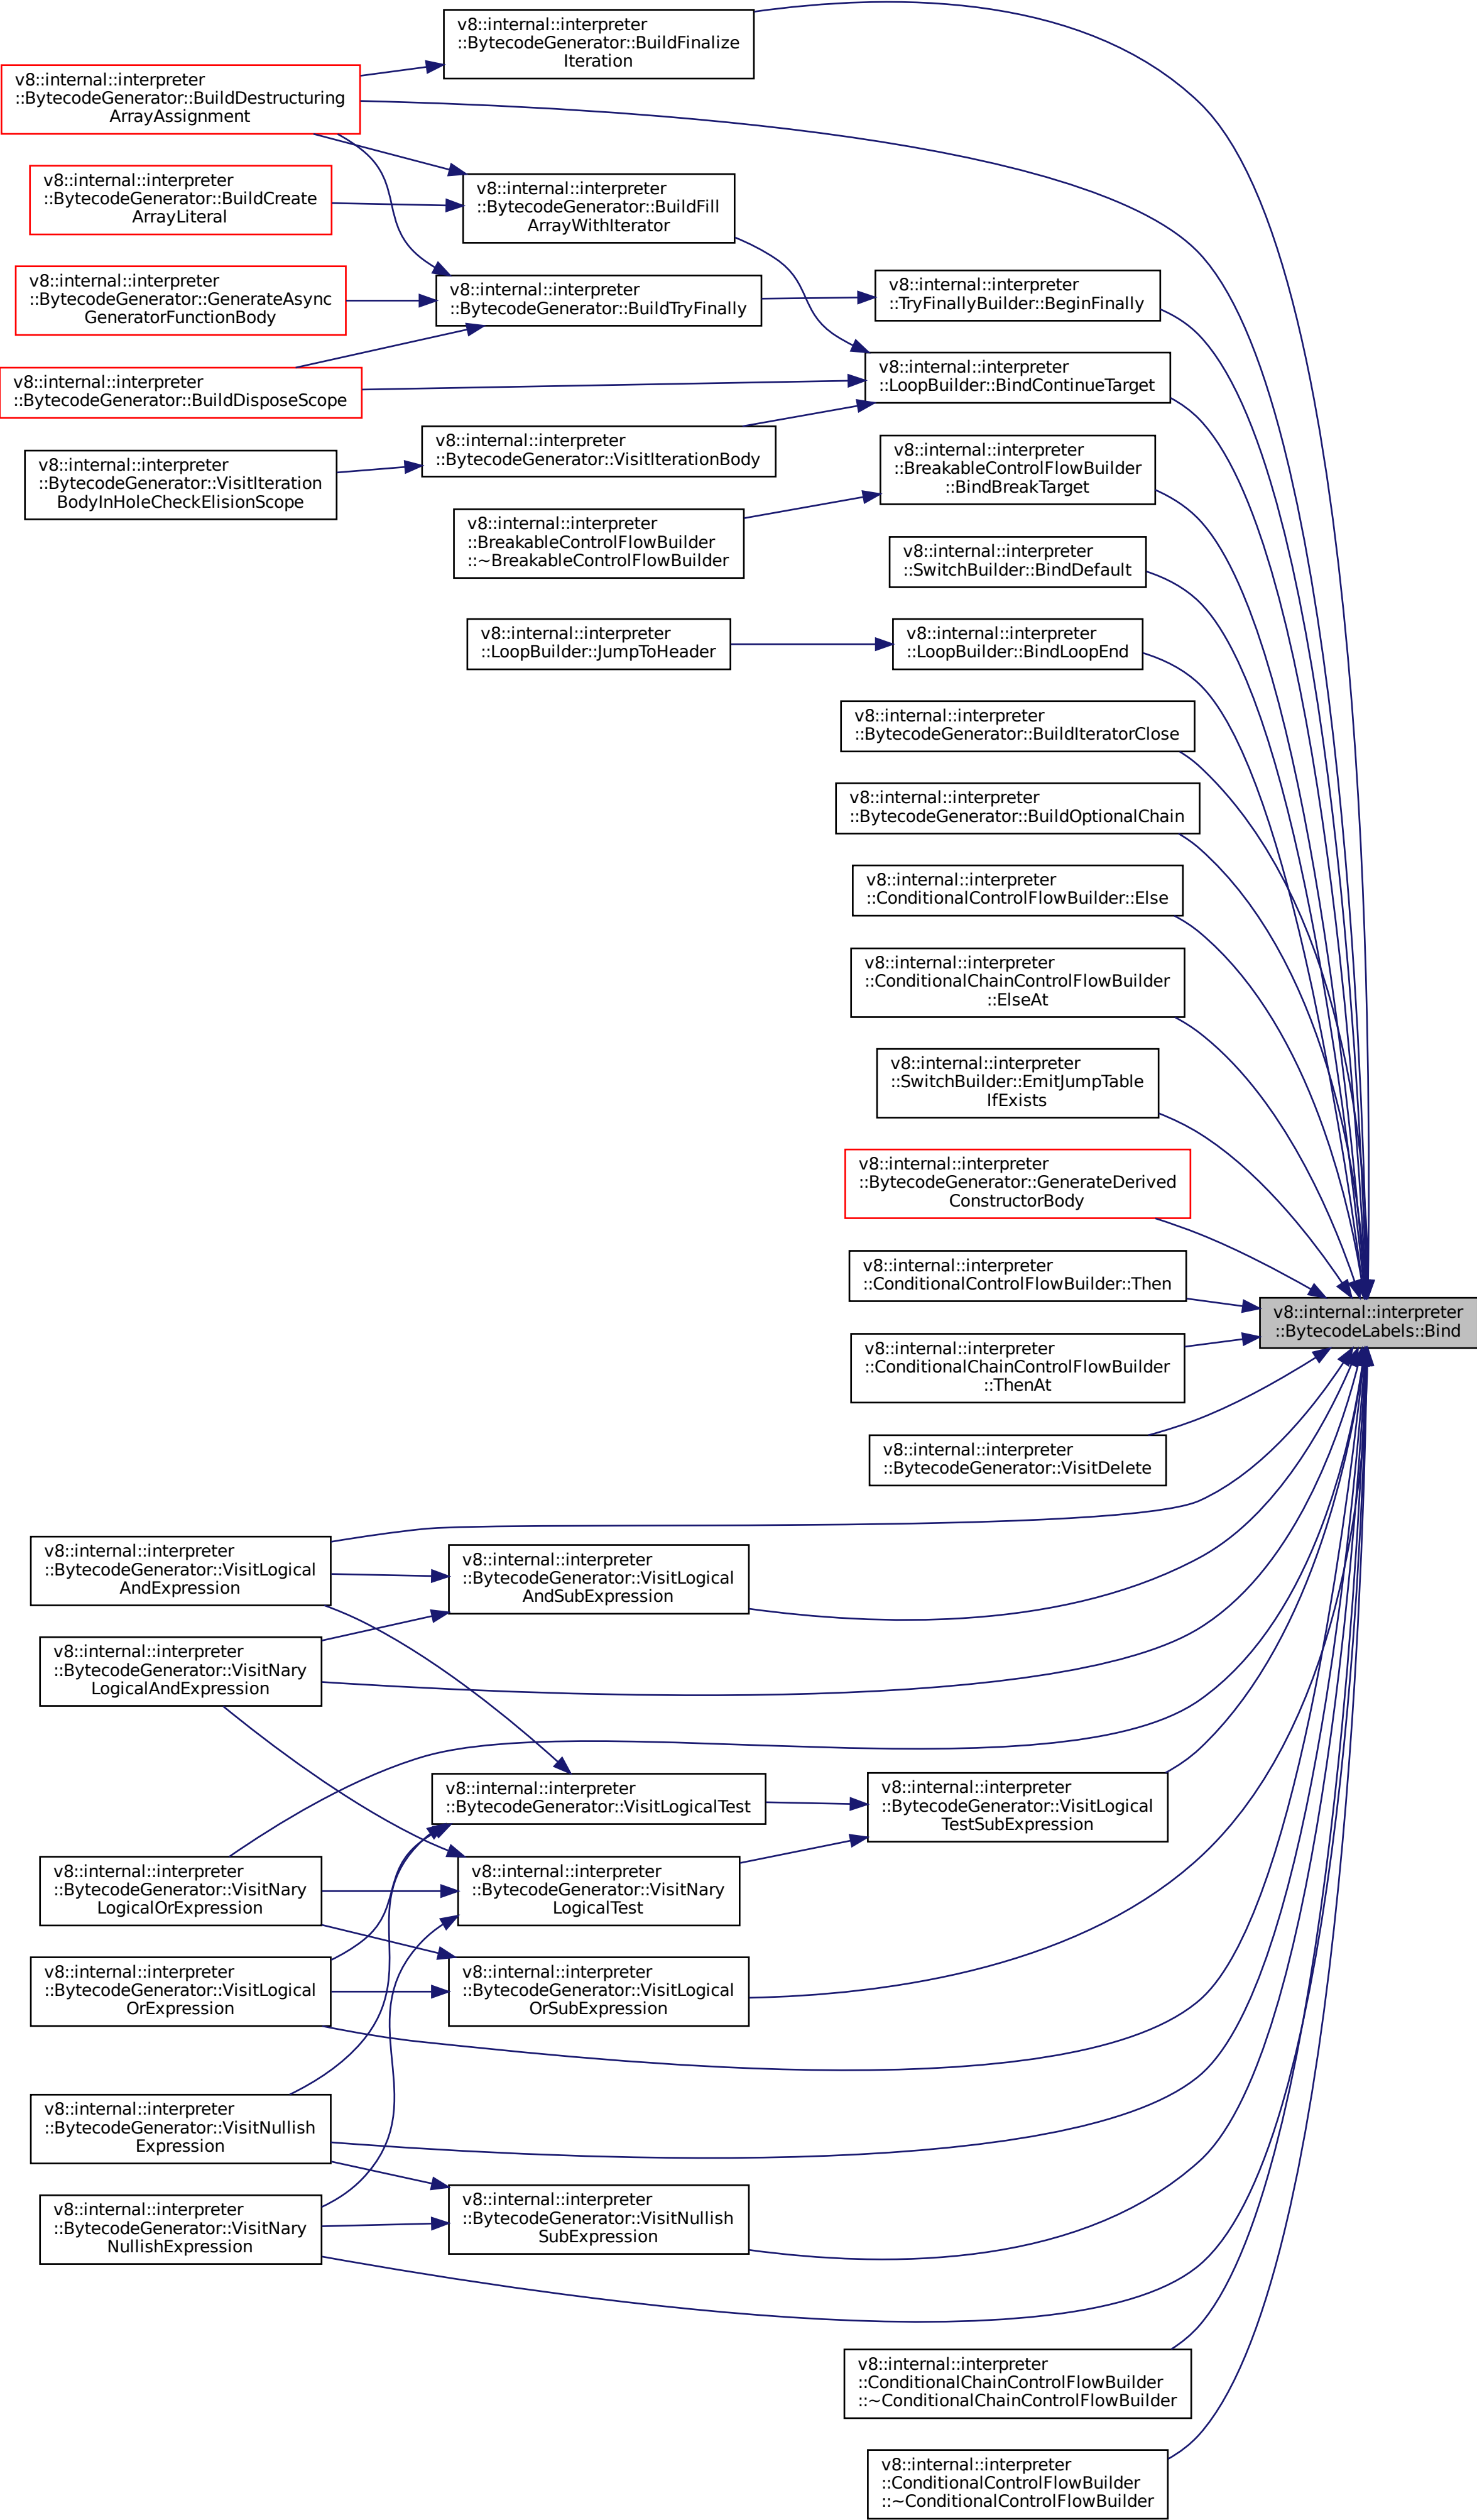 v8::internal::interpreter
::BytecodeGenerator::BuildFinalize
Iteration
v8::internal::interpreter
::BytecodeGenerator::BuildDestructuring
ArrayAssignment
v8::internal::interpreter
::BytecodeGenerator::BuildCreate
ArrayLiteral
v8::internal::interpreter
::BytecodeGenerator::BuildFill
ArrayWithIterator
v8::internal::interpreter
::BytecodeGenerator::GenerateAsync
GeneratorFunctionBody
v8::internal::interpreter
::BytecodeGenerator::BuildTryFinally
v8::internal::interpreter
::TryFinallyBuilder::BeginFinally
v8::internal::interpreter
::BytecodeGenerator::BuildDisposeScope
v8::internal::interpreter
::LoopBuilder::BindContinueTarget
v8::internal::interpreter
::BytecodeGenerator::VisitIteration
BodyInHoleCheckElisionScope
v8::internal::interpreter
::BytecodeGenerator::VisitIterationBody
v8::internal::interpreter
::BreakableControlFlowBuilder
::BindBreakTarget
v8::internal::interpreter
::BreakableControlFlowBuilder
::~BreakableControlFlowBuilder
v8::internal::interpreter
::SwitchBuilder::BindDefault
v8::internal::interpreter
::LoopBuilder::JumpToHeader
v8::internal::interpreter
::LoopBuilder::BindLoopEnd
v8::internal::interpreter
::BytecodeGenerator::BuildIteratorClose
v8::internal::interpreter
::BytecodeGenerator::BuildOptionalChain
v8::internal::interpreter
::ConditionalControlFlowBuilder::Else
v8::internal::interpreter
::ConditionalChainControlFlowBuilder
::ElseAt
v8::internal::interpreter
::SwitchBuilder::EmitJumpTable
IfExists
v8::internal::interpreter
::BytecodeGenerator::GenerateDerived
ConstructorBody
v8::internal::interpreter
::ConditionalControlFlowBuilder::Then
v8::internal::interpreter
::BytecodeLabels::Bind
v8::internal::interpreter
::ConditionalChainControlFlowBuilder
::ThenAt
v8::internal::interpreter
::BytecodeGenerator::VisitDelete
v8::internal::interpreter
::BytecodeGenerator::VisitLogical
AndExpression
v8::internal::interpreter
::BytecodeGenerator::VisitLogical
AndSubExpression
v8::internal::interpreter
::BytecodeGenerator::VisitNary
LogicalAndExpression
v8::internal::interpreter
::BytecodeGenerator::VisitLogicalTest
v8::internal::interpreter
::BytecodeGenerator::VisitLogical
TestSubExpression
v8::internal::interpreter
::BytecodeGenerator::VisitNary
LogicalOrExpression
v8::internal::interpreter
::BytecodeGenerator::VisitNary
LogicalTest
v8::internal::interpreter
::BytecodeGenerator::VisitLogical
OrExpression
v8::internal::interpreter
::BytecodeGenerator::VisitLogical
OrSubExpression
v8::internal::interpreter
::BytecodeGenerator::VisitNullish
Expression
v8::internal::interpreter
::BytecodeGenerator::VisitNary
NullishExpression
v8::internal::interpreter
::BytecodeGenerator::VisitNullish
SubExpression
v8::internal::interpreter
::ConditionalChainControlFlowBuilder
::~ConditionalChainControlFlowBuilder
v8::internal::interpreter
::ConditionalControlFlowBuilder
::~ConditionalControlFlowBuilder